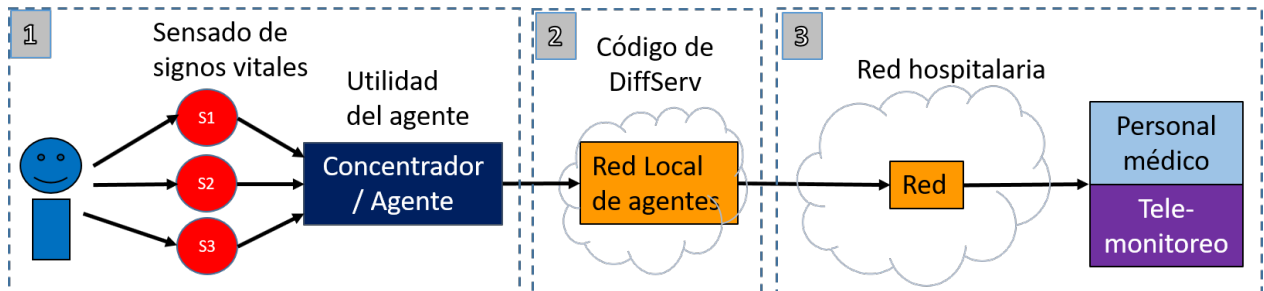 1
Sensado de
signos vitales
S1
S2
S3
Utilidad
del agente
Concentrador
/ Agente
2
Código de
DiffServ
Red Local
de agentes
3
Red hospitalaria
Red
Personal
médico
Tele-
monitoreo